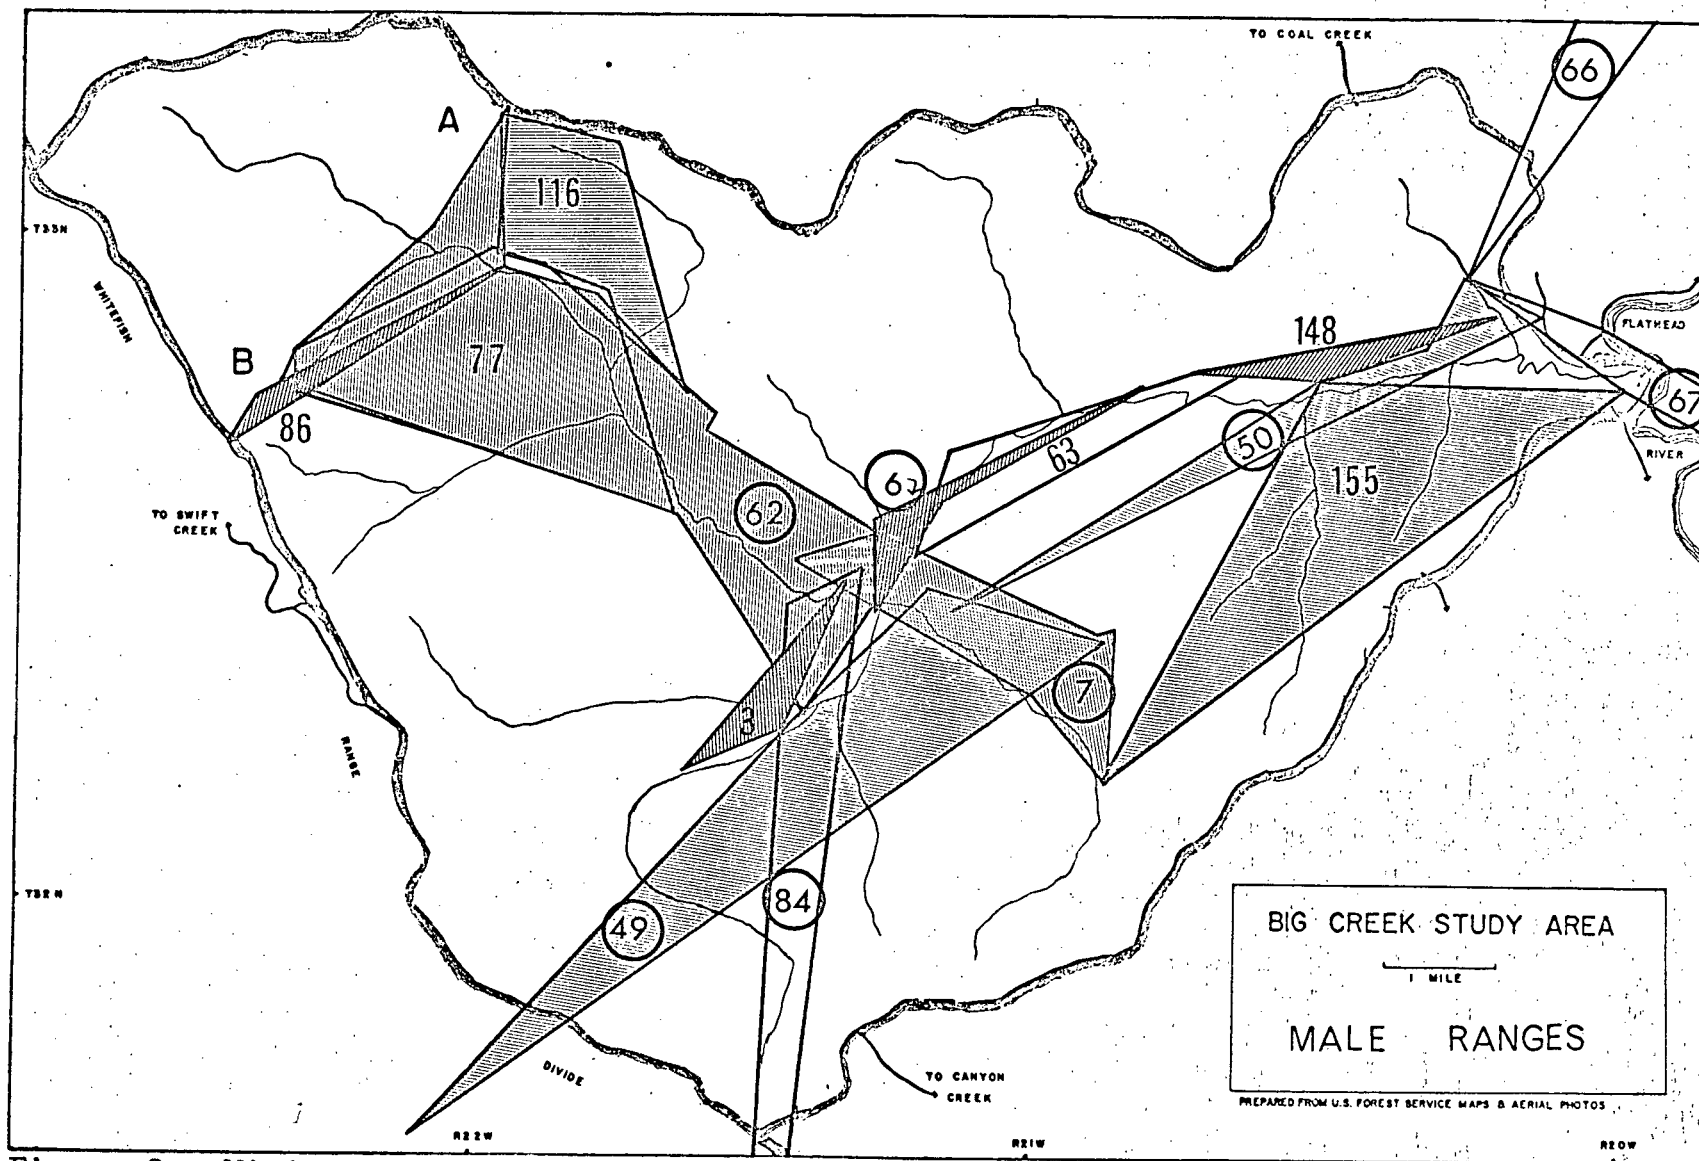 TO COAL CREEK
66
A
116
T33N
WHITEFISH
B
77
86
148
FLATHEAD
67
RIVER
63
50
155
62
TO SWIFT
CREEK
7
3
RANGE
T32N
49
84
BIG CREEK STUDY AREA
1 MILE
MALE RANGES
PREPARED FROM U.S. FOREST SERVICE MAPS & AERIAL PHOTOS
DIVIDE
TO CANYON
CREEK
R22W
R21W
R20W